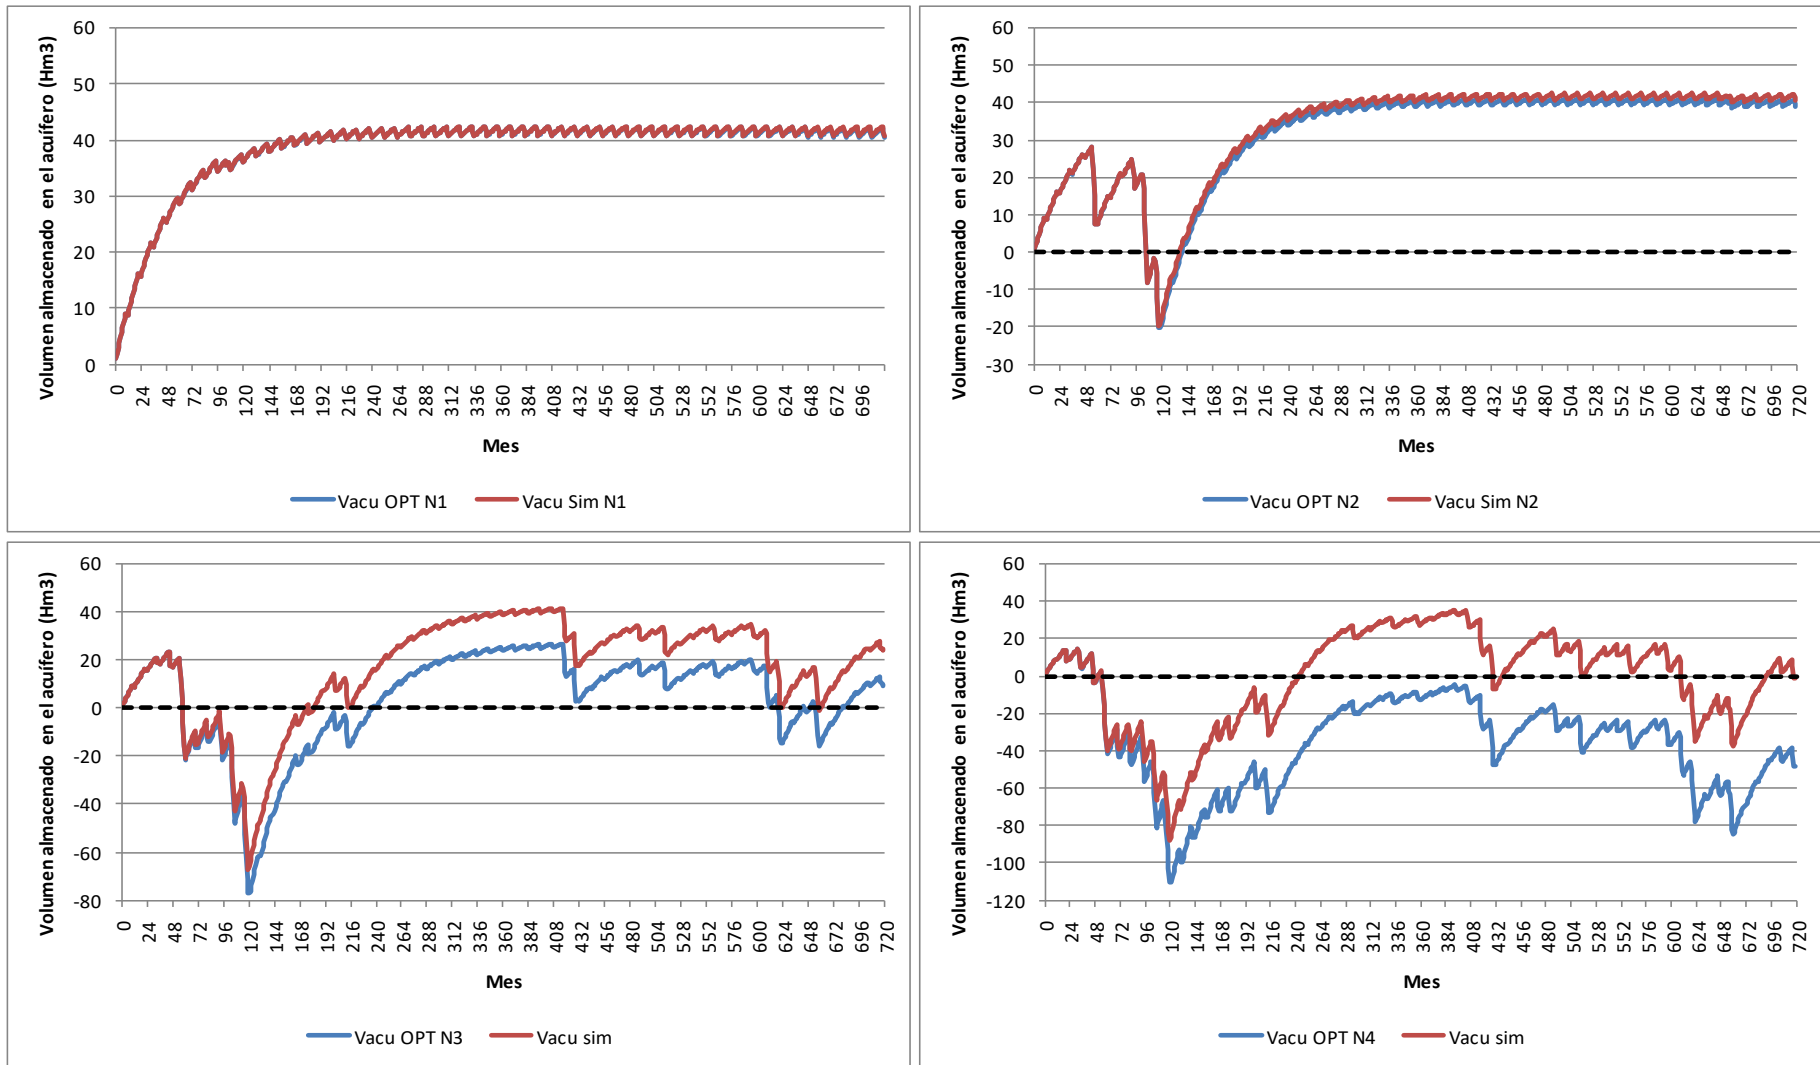 Volumen almacenado en el acuífero (Hm3)
60
50
40
30
20
10
0
0 24 48 72 96 120 144 168 192 216 240 264 288 312 336 360 384 408 432 456 480 504 528 552 576 600 624 648 672 696
Mes
Vacu OPT N1 Vacu Sim N1
Volumen almacenado en el acuífero (Hm3)
60
50
40
30
20
10
0
-10
-20
-30
0 24 48 72 96 120 144 168 192 216 240 264 288 312 336 360 384 408 432 456 480 504 528 552 576 600 624 648 672 696 720
Mes
Vacu OPT N2 Vacu Sim N2
Volumen almacenado en el acuífero (Hm3)
60
40
20
0
-20
-40
-60
-80
0 24 48 72 96 120 144 168 192 216 240 264 288 312 336 360 384 408 432 456 480 504 528 552 576 600 624 648 672 696 720
Mes
Vacu OPT N3 Vacu sim
Volumen almacenado en el acuífero (Hm3)
60
40
20
0
-20
-40
-60
-80
-100
-120
0 24 48 72 96 120 144 168 192 216 240 264 288 312 336 360 384 408 432 456 480 504 528 552 576 600 624 648 672 696 720
Mes
Vacu OPT N4 Vacu sim